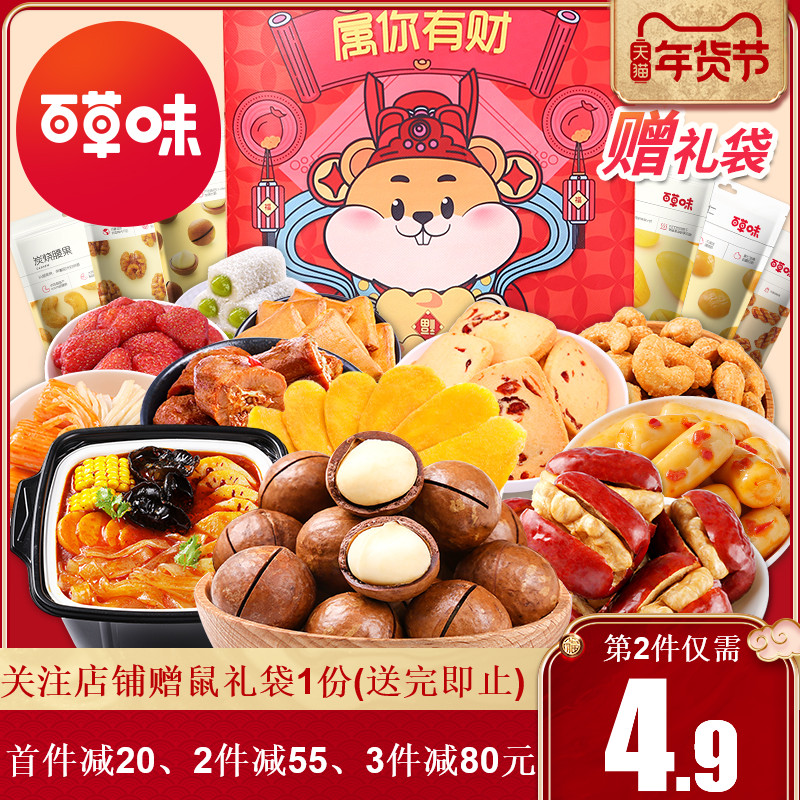 属你有财
天猫
年货节
百草味
赠礼袋
炭烧腰果
百草味
福
福
关注店铺赠鼠礼袋1份(送完即止)
首件减20、2件减55、3件减80元
第2件仅需
4.9